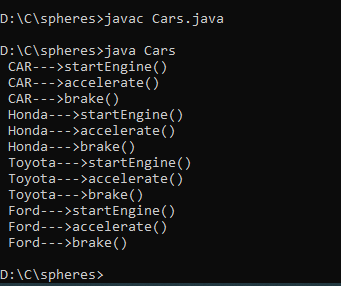 D:\C\spheres>javac Cars.java
D:\C\spheres>java Cars
CAR--->startEngine()
CAR--->accelerate()
CAR--->brake()
Honda--->startEngine()
Honda--->accelerate()
Honda--->brake()
Toyota--->startEngine()
Toyota--->accelerate()
Toyota--->brake()
Ford--->startEngine()
Ford--->accelerate()
Ford--->brake()
D:\C\spheres>